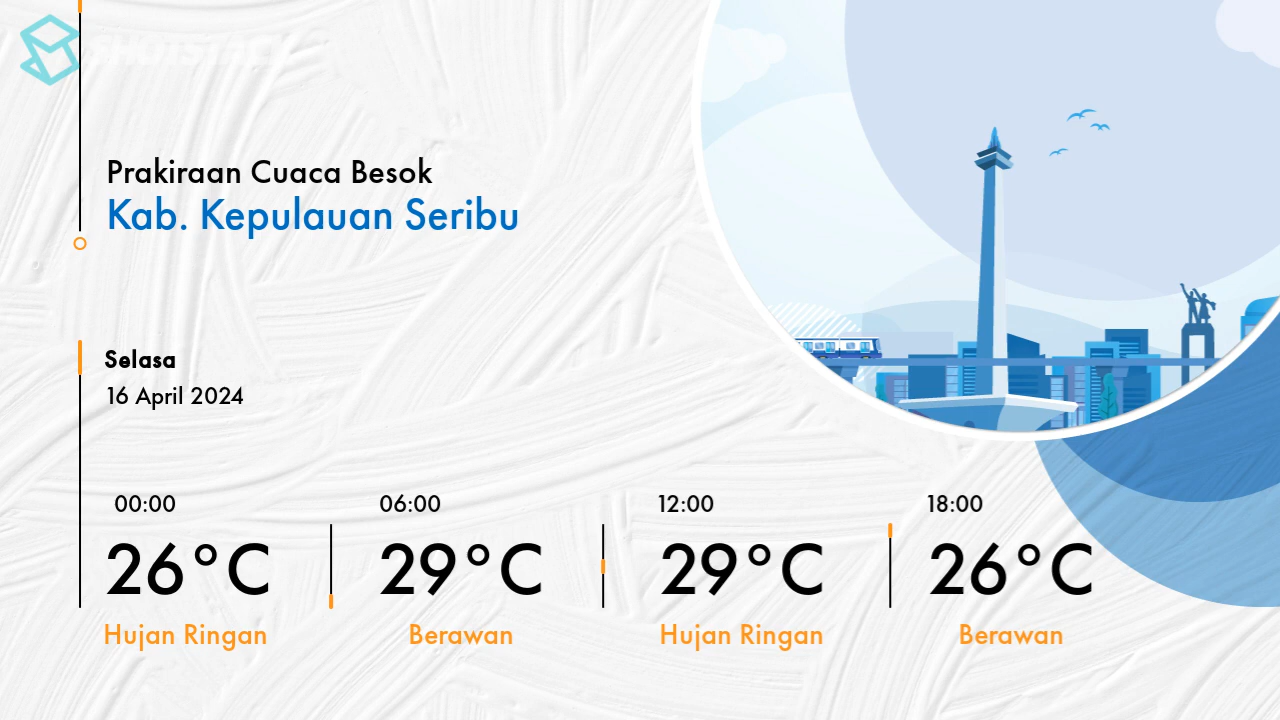 Prakiraan Cuaca Besok
Kab. Kepulauan Seribu
Selasa
16 April 2024
00:00
06:00
12:00
18:00
26°C
29°C
29°C
26°C
Hujan Ringan
Berawan
Hujan Ringan
Berawan